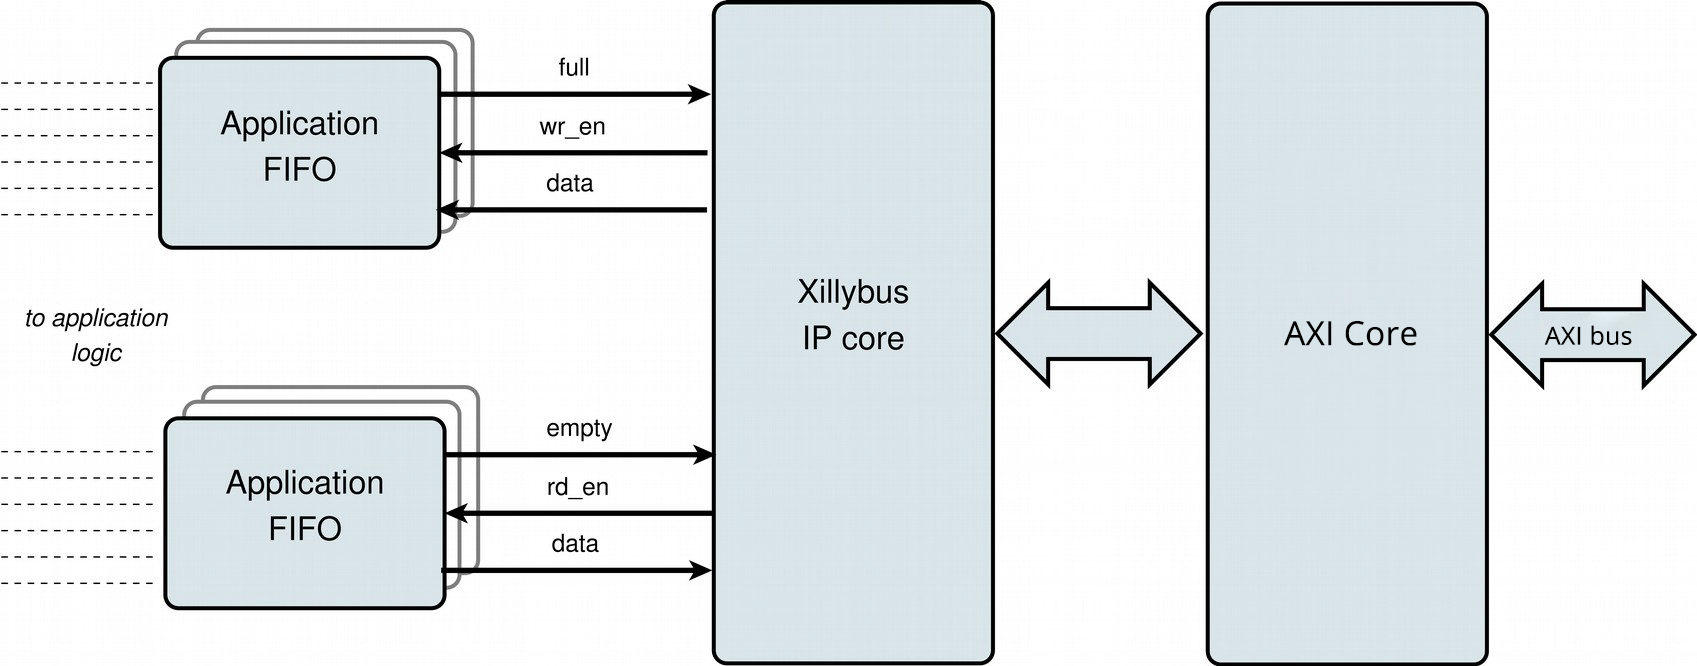 full
Application
FIFO
wr_en
data
Xillybus
IP core
AXI Core
AXI bus
to application
logic
empty
Application
FIFO
rd_en
data